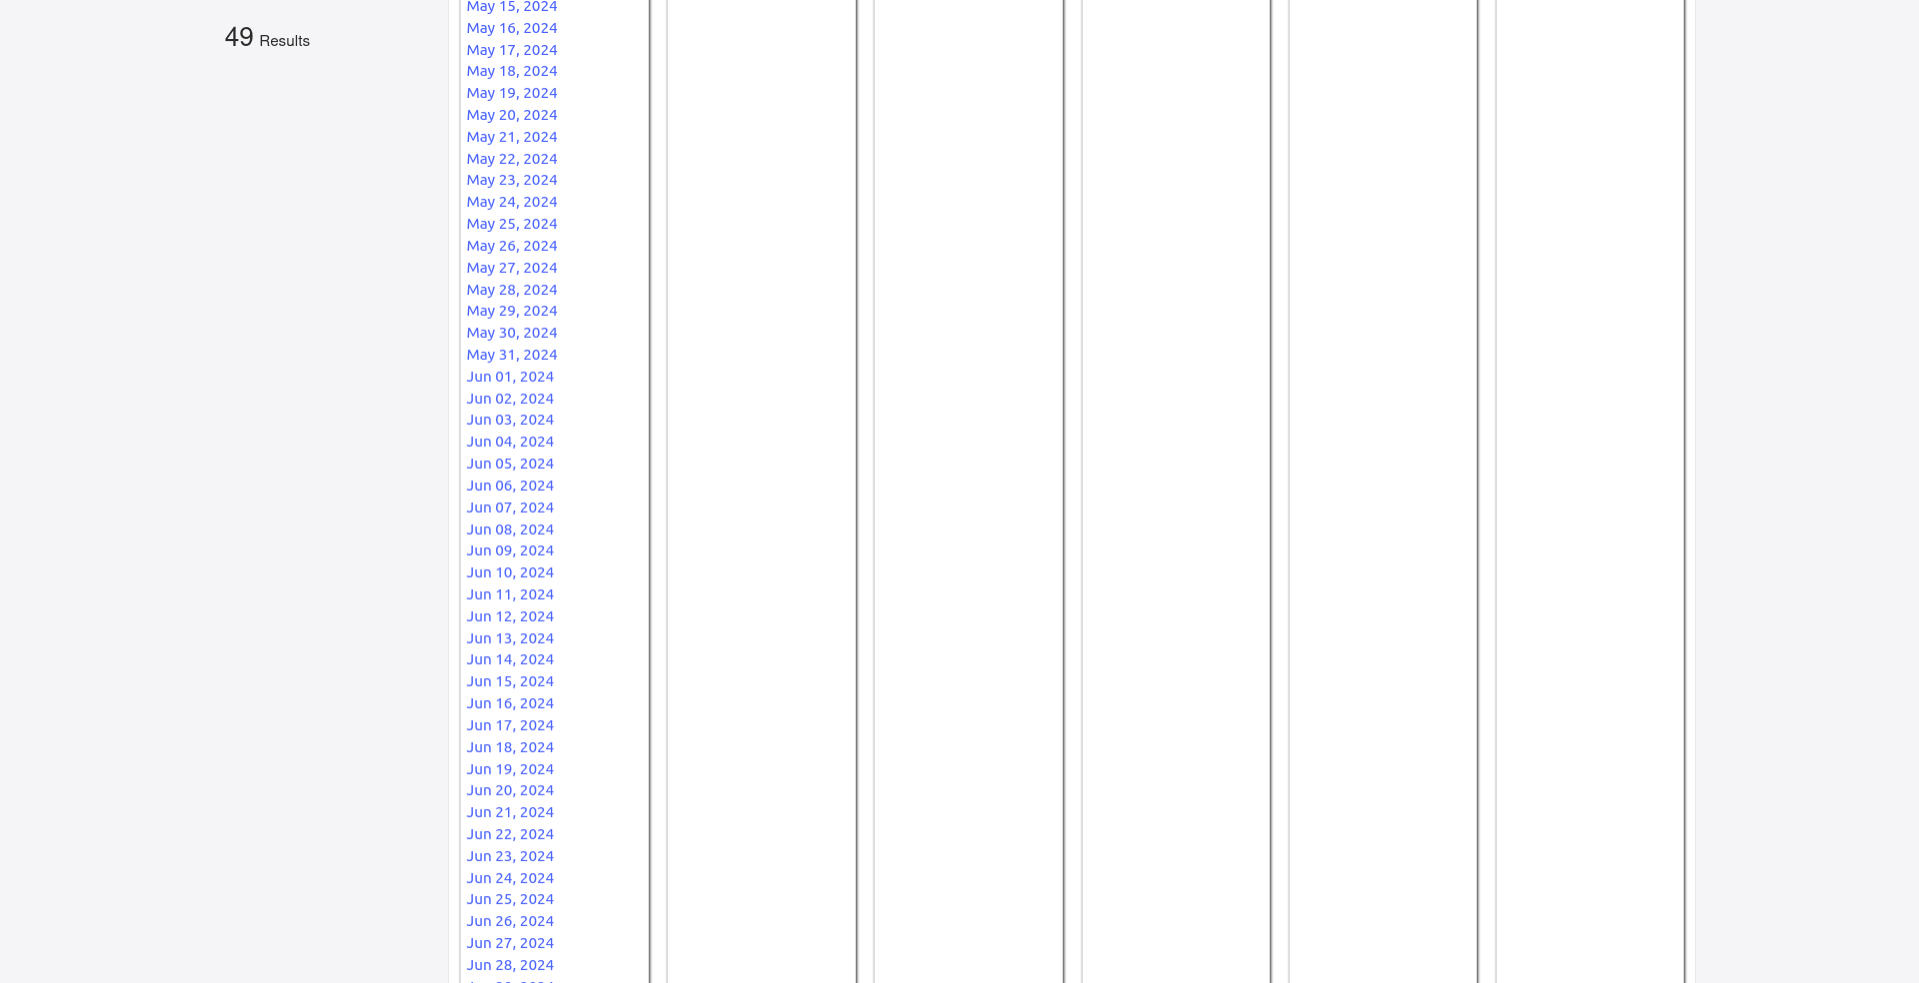 49 Results
May 15, 2024
May 16, 2024
May 17, 2024
May 18, 2024
May 19, 2024
May 20, 2024
May 21, 2024
May 22, 2024
May 23, 2024
May 24, 2024
May 25, 2024
May 26, 2024
May 27, 2024
May 28, 2024
May 29, 2024
May 30, 2024
May 31, 2024
Jun 01, 2024
Jun 02, 2024
Jun 03, 2024
Jun 04, 2024
Jun 05, 2024
Jun 06, 2024
Jun 07, 2024
Jun 08, 2024
Jun 09, 2024
Jun 10, 2024
Jun 11, 2024
Jun 12, 2024
Jun 13, 2024
Jun 14, 2024
Jun 15, 2024
Jun 16, 2024
Jun 17, 2024
Jun 18, 2024
Jun 19, 2024
Jun 20, 2024
Jun 21, 2024
Jun 22, 2024
Jun 23, 2024
Jun 24, 2024
Jun 25, 2024
Jun 26, 2024
Jun 27, 2024
Jun 28, 2024